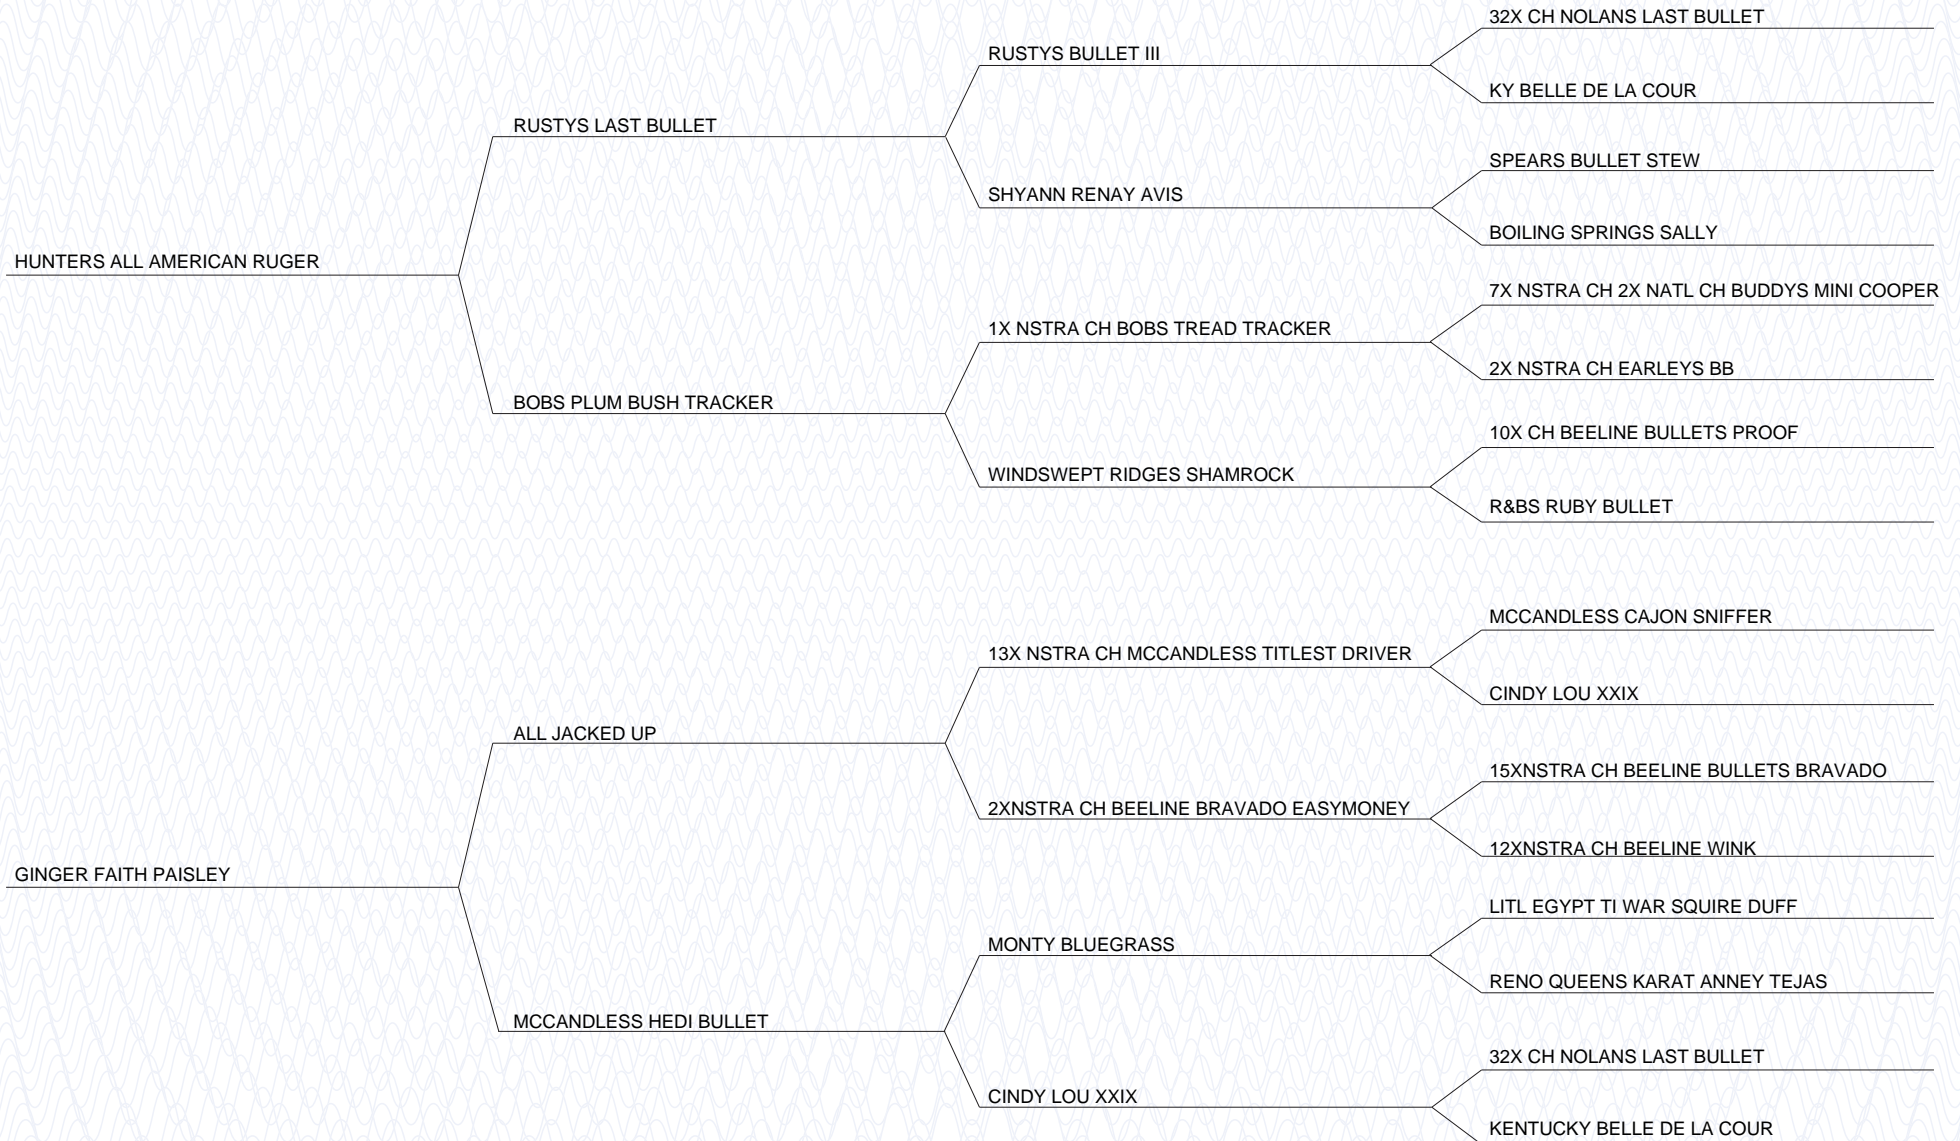 32X CH NOLANS LAST BULLET
RUSTYS BULLET III
KY BELLE DE LA COUR
RUSTYS LAST BULLET
SPEARS BULLET STEW
SHYANN RENAY AVIS
BOILING SPRINGS SALLY
HUNTERS ALL AMERICAN RUGER
7X NSTRA CH 2X NATL CH BUDDYS MINI COOPER
1X NSTRA CH BOBS TREAD TRACKER
2X NSTRA CH EARLEYS BB
BOBS PLUM BUSH TRACKER
10X CH BEELINE BULLETS PROOF
WINDSWEPT RIDGES SHAMROCK
R&BS RUBY BULLET
MCCANDLESS CAJON SNIFFER
13X NSTRA CH MCCANDLESS TITLEST DRIVER
CINDY LOU XXIX
ALL JACKED UP
15XNSTRA CH BEELINE BULLETS BRAVADO
2XNSTRA CH BEELINE BRAVADO EASYMONEY
12XNSTRA CH BEELINE WINK
GINGER FAITH PAISLEY
LITL EGYPT TI WAR SQUIRE DUFF
MONTY BLUEGRASS
RENO QUEENS KARAT ANNEY TEJAS
MCCANDLESS HEDI BULLET
32X CH NOLANS LAST BULLET
CINDY LOU XXIX
KENTUCKY BELLE DE LA COUR